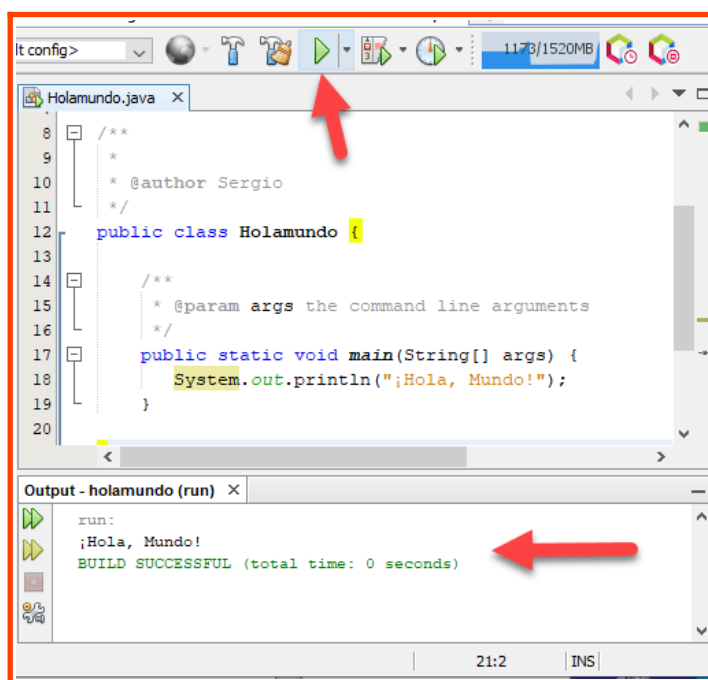 lt config>
1173/1520MB
Holamundo.java
8 /**
9 *
10 * @author Sergio
11 */
12 public class Holamundo {
13
14 /**
15 * @param args the command line arguments
16 */
17 public static void main(String[] args) {
18 System.out.println("¡Hola, Mundo!");
19 }
20
Output - holamundo (run)
run:
¡Hola, Mundo!
BUILD SUCCESSFUL (total time: 0 seconds)
21:2 INS